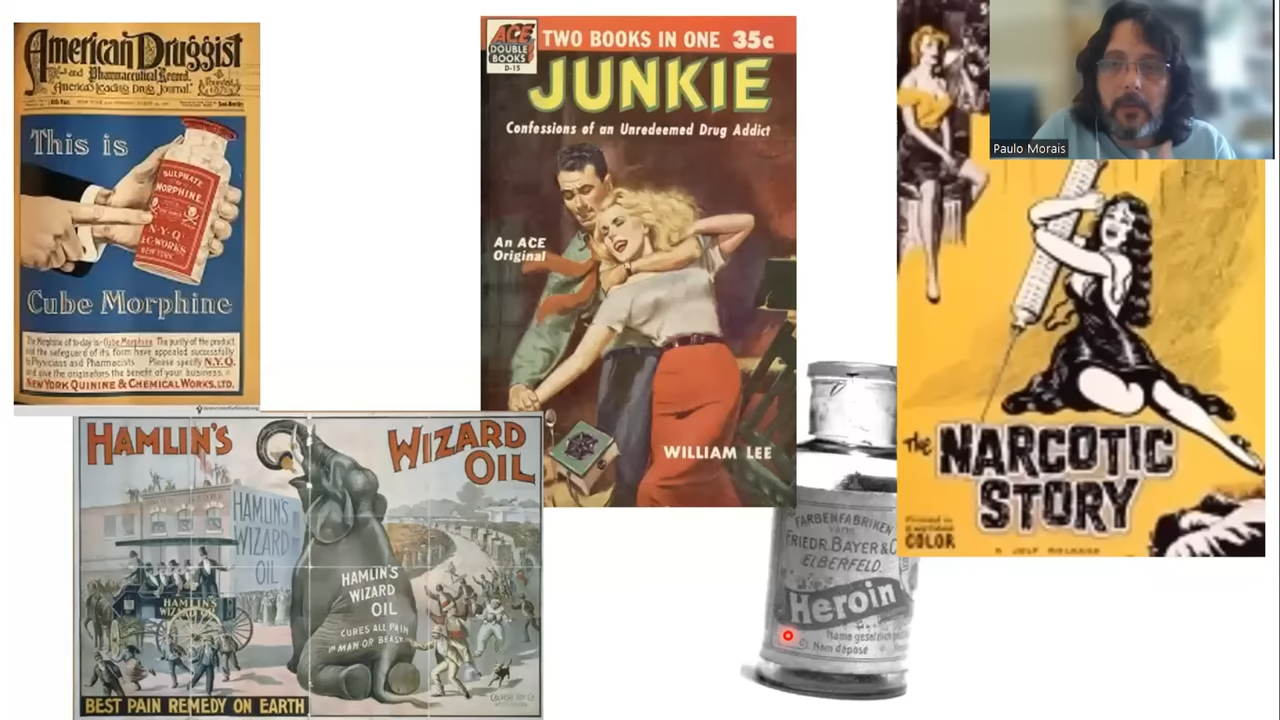 American Druggist
and Pharmaceutical Record.
"America's Leading Drug Journal."
This is
SULPHATE
OF
MORPHINE
N.Y.Q.
& C. WORKS
NEW YORK
Cube Morphine
The Morphine of to-day is Cube Morphine. The purity of the product
and the safeguard of its form have appealed successfully
to Physicians and Pharmacists. Please specify N.Y.Q.
and give the originators the benefit of your business.
NEW YORK QUININE & CHEMICAL WORKS, LTD.
ACE
DOUBLE
BOOKS
D-15
TWO BOOKS IN ONE 35c
JUNKIE
Confessions of an Unredeemed Drug Addict
An ACE
Original
WILLIAM LEE
Paulo Morais
The NARCOTIC
STORY
COLOR
HAMLIN'S WIZARD
OIL
HAMLIN'S
WIZARD
OIL
HAMLIN'S
WIZARD OIL
HAMLIN'S
WIZARD
OIL
CURES ALL PAIN
IN MAN OR BEAST
BEST PAIN REMEDY ON EARTH
FARBENFABRIKEN
FRIEDR. BAYER & C
ELBERFELD.
Heroin
Name gesetzlich
Nom déposé